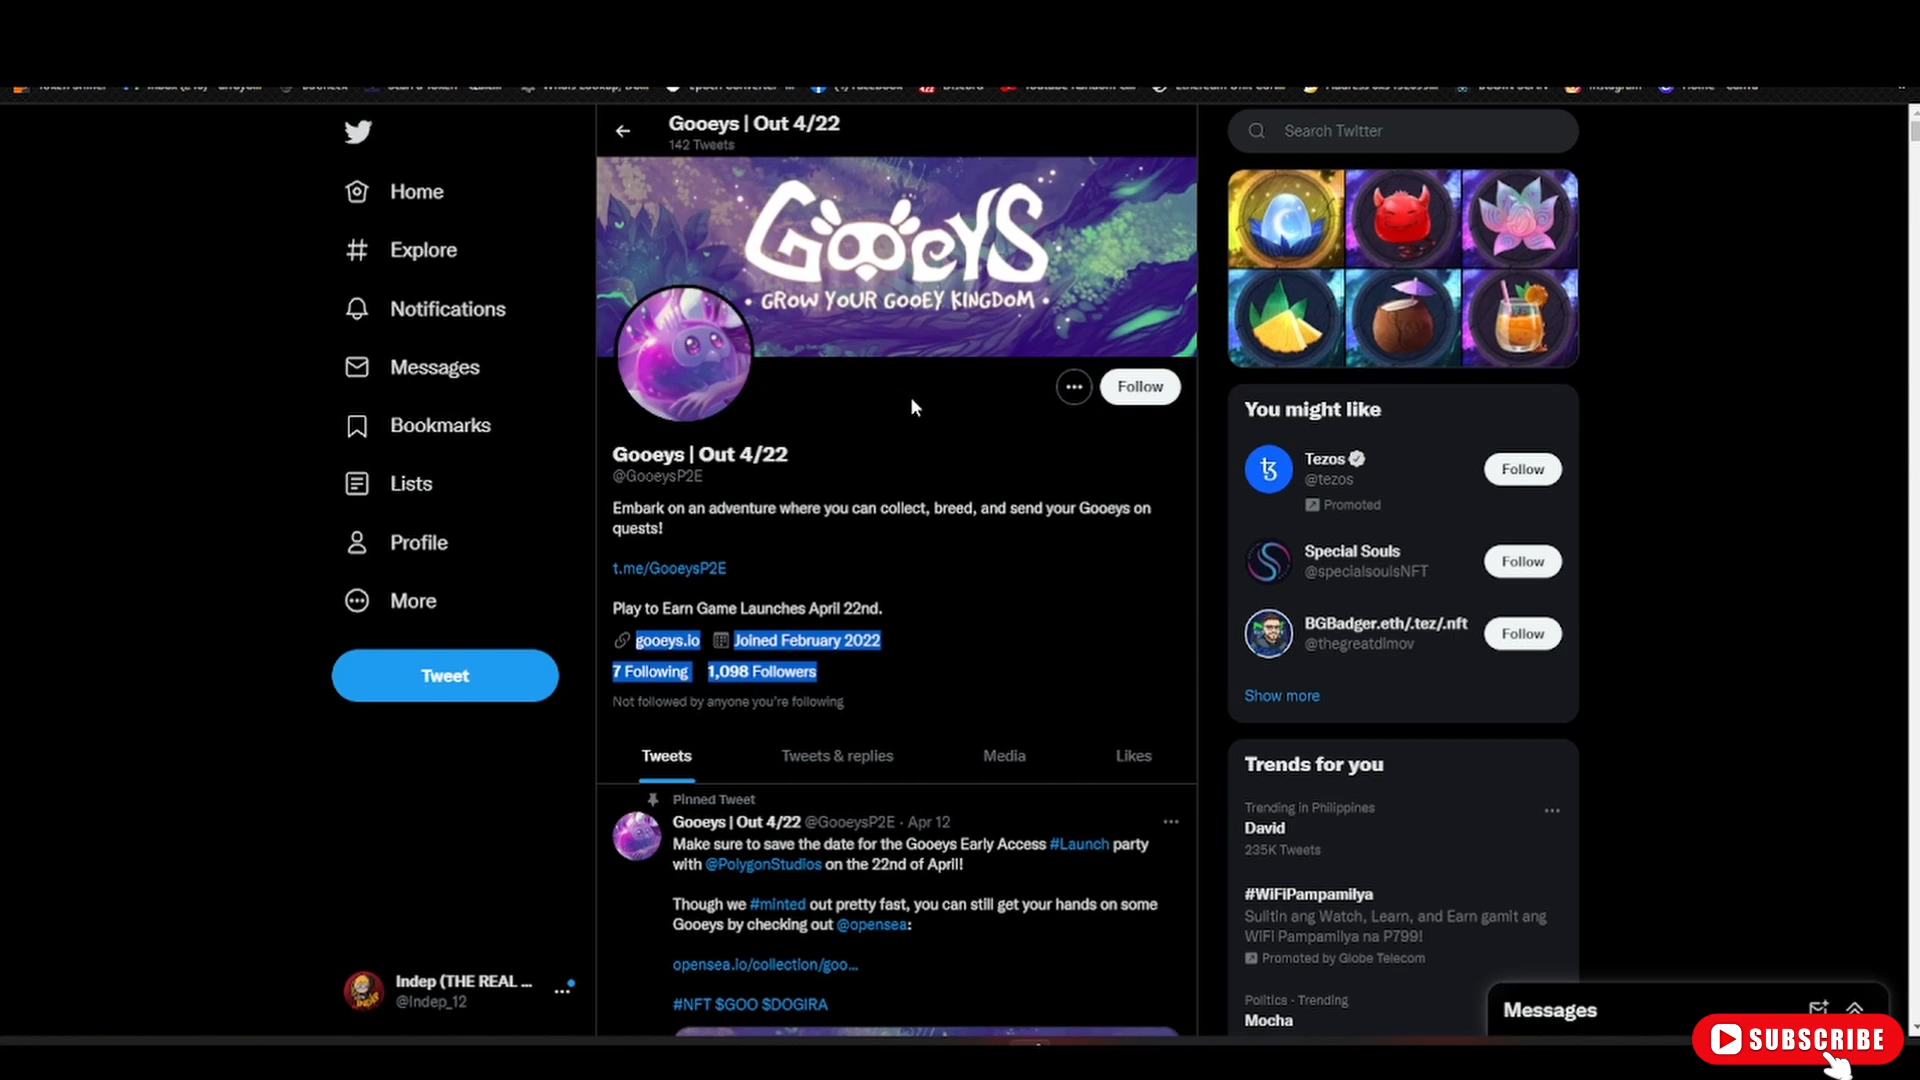 Gooeys | Out 4/22
142 Tweets
Search Twitter
Home
Explore
Notifications
Messages
Bookmarks
Lists
Profile
More
Tweet
GooeyS
• GROW YOUR GOOEY KINGDOM •
Follow
Gooeys | Out 4/22
@GooeysP2E
Embark on an adventure where you can collect, breed, and send your Gooeys on
quests!
t.me/GooeysP2E
Play to Earn Game Launches April 22nd.
gooeys.io Joined February 2022
7 Following 1,098 Followers
Not followed by anyone you're following
Tweets Tweets & replies Media Likes
Pinned Tweet
Gooeys | Out 4/22 @GooeysP2E · Apr 12
Make sure to save the date for the Gooeys Early Access #Launch party
with @PolygonStudios on the 22nd of April!
Though we #minted out pretty fast, you can still get your hands on some
Gooeys by checking out @opensea:
opensea.io/collection/goo...
#NFT $GOO $DOGIRA
You might like
Tezos
@tezos
Promoted
Follow
Special Souls
@specialsoulsNFT
Follow
BGBadger.eth/.tez/.nft
@thegreatdlmov
Follow
Show more
Trends for you
Trending in Philippines
David
235K Tweets
#WiFiPampamilya
Sulitin ang Watch, Learn, and Earn gamit ang
WiFi Pampamilya na P799!
Promoted by Globe Telecom
Politics · Trending
Mocha
Indep (THE REAL ...
@Indep_12
Messages
SUBSCRIBE